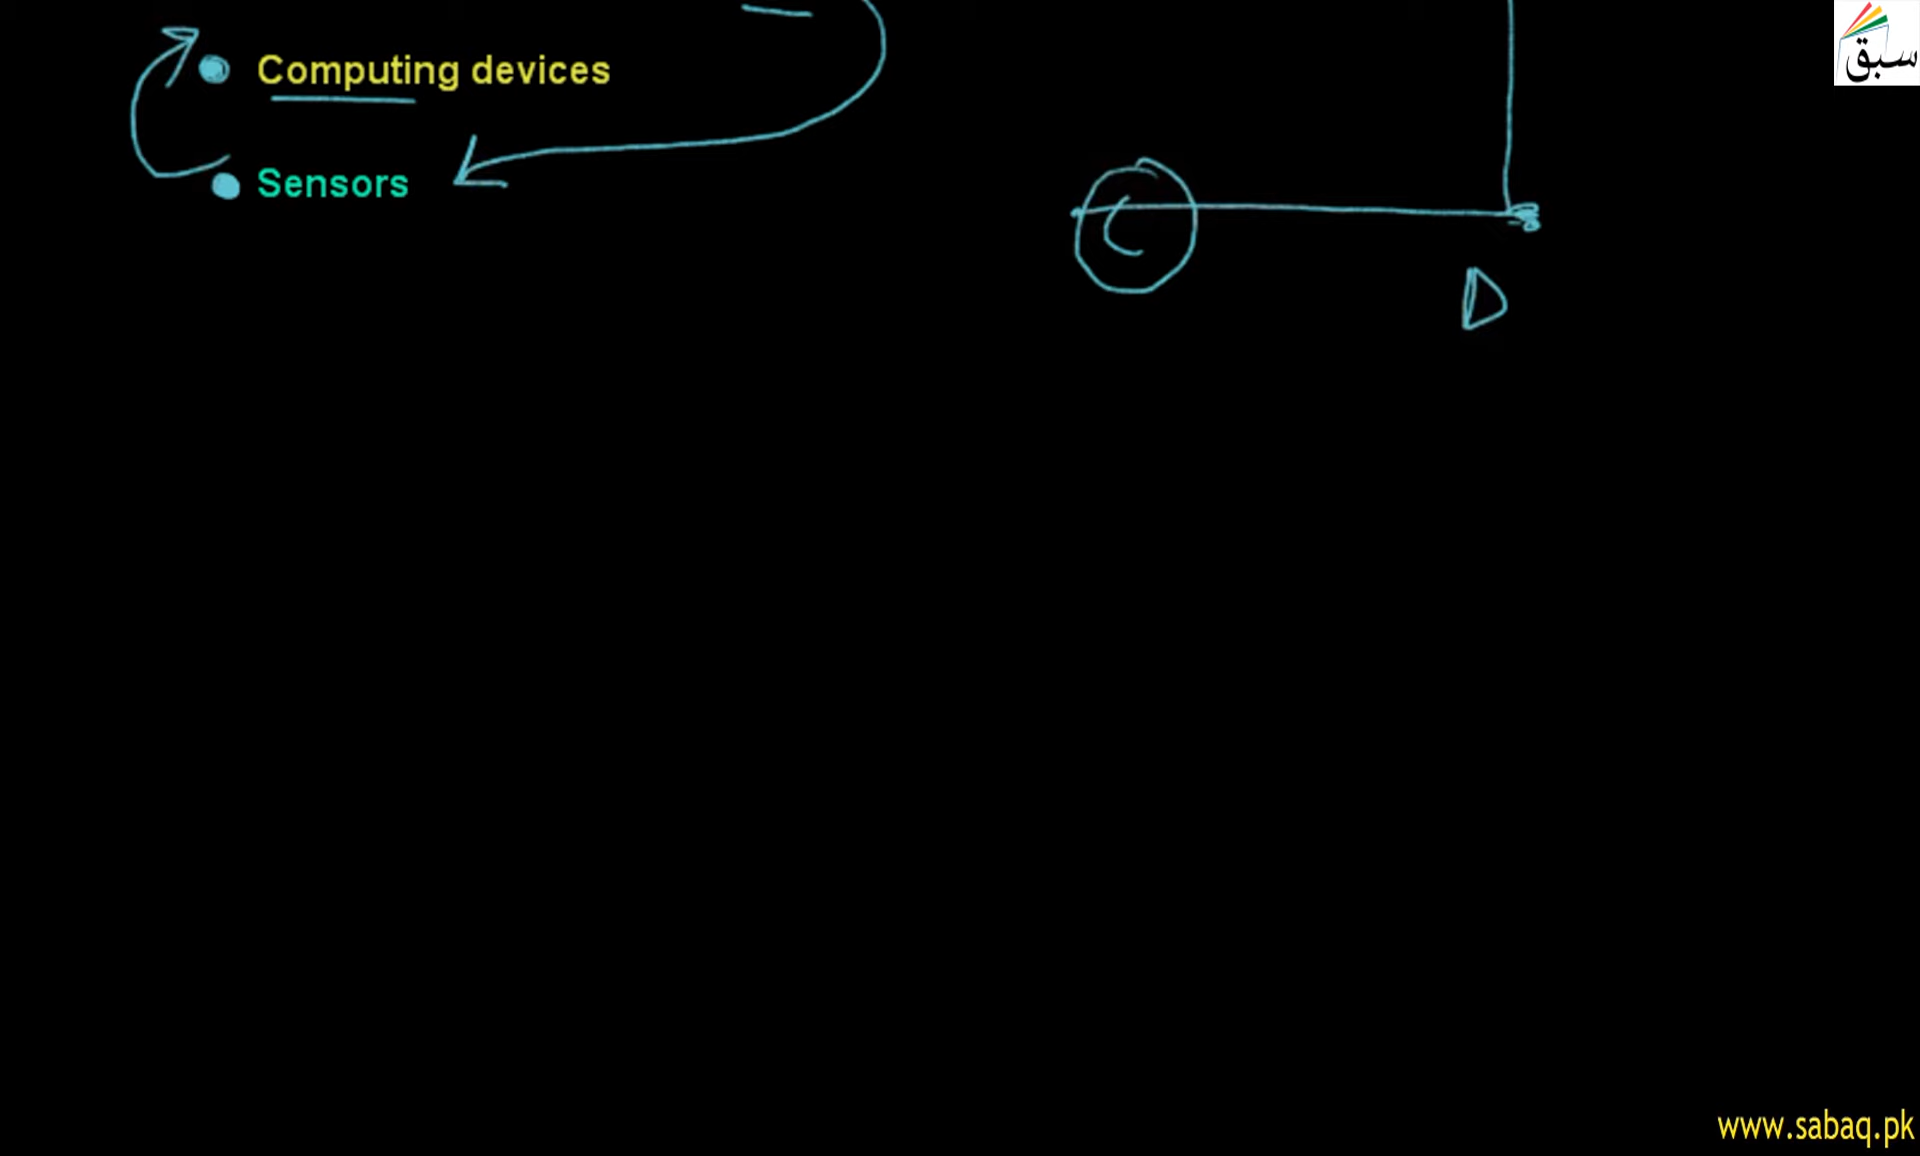 سبق
Computing devices
Sensors
C
D
www.sabaq.pk